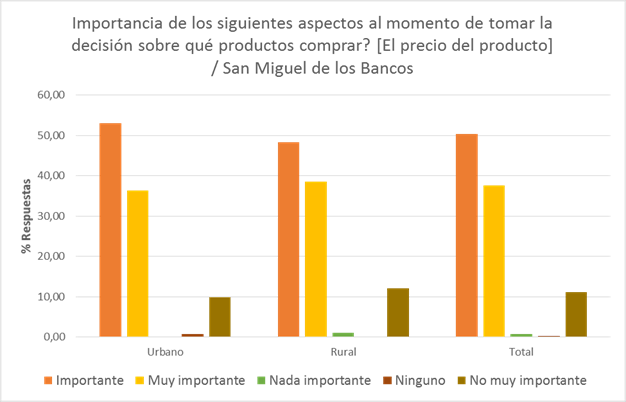 Importancia de los siguientes aspectos al momento de tomar la
decisión sobre qué productos comprar? [El precio del producto]
/ San Miguel de los Bancos
60,00
50,00
40,00
30,00
20,00
10,00
0,00
% Respuestas
Urbano Rural Total
Importante Muy importante Nada importante Ninguno No muy importante